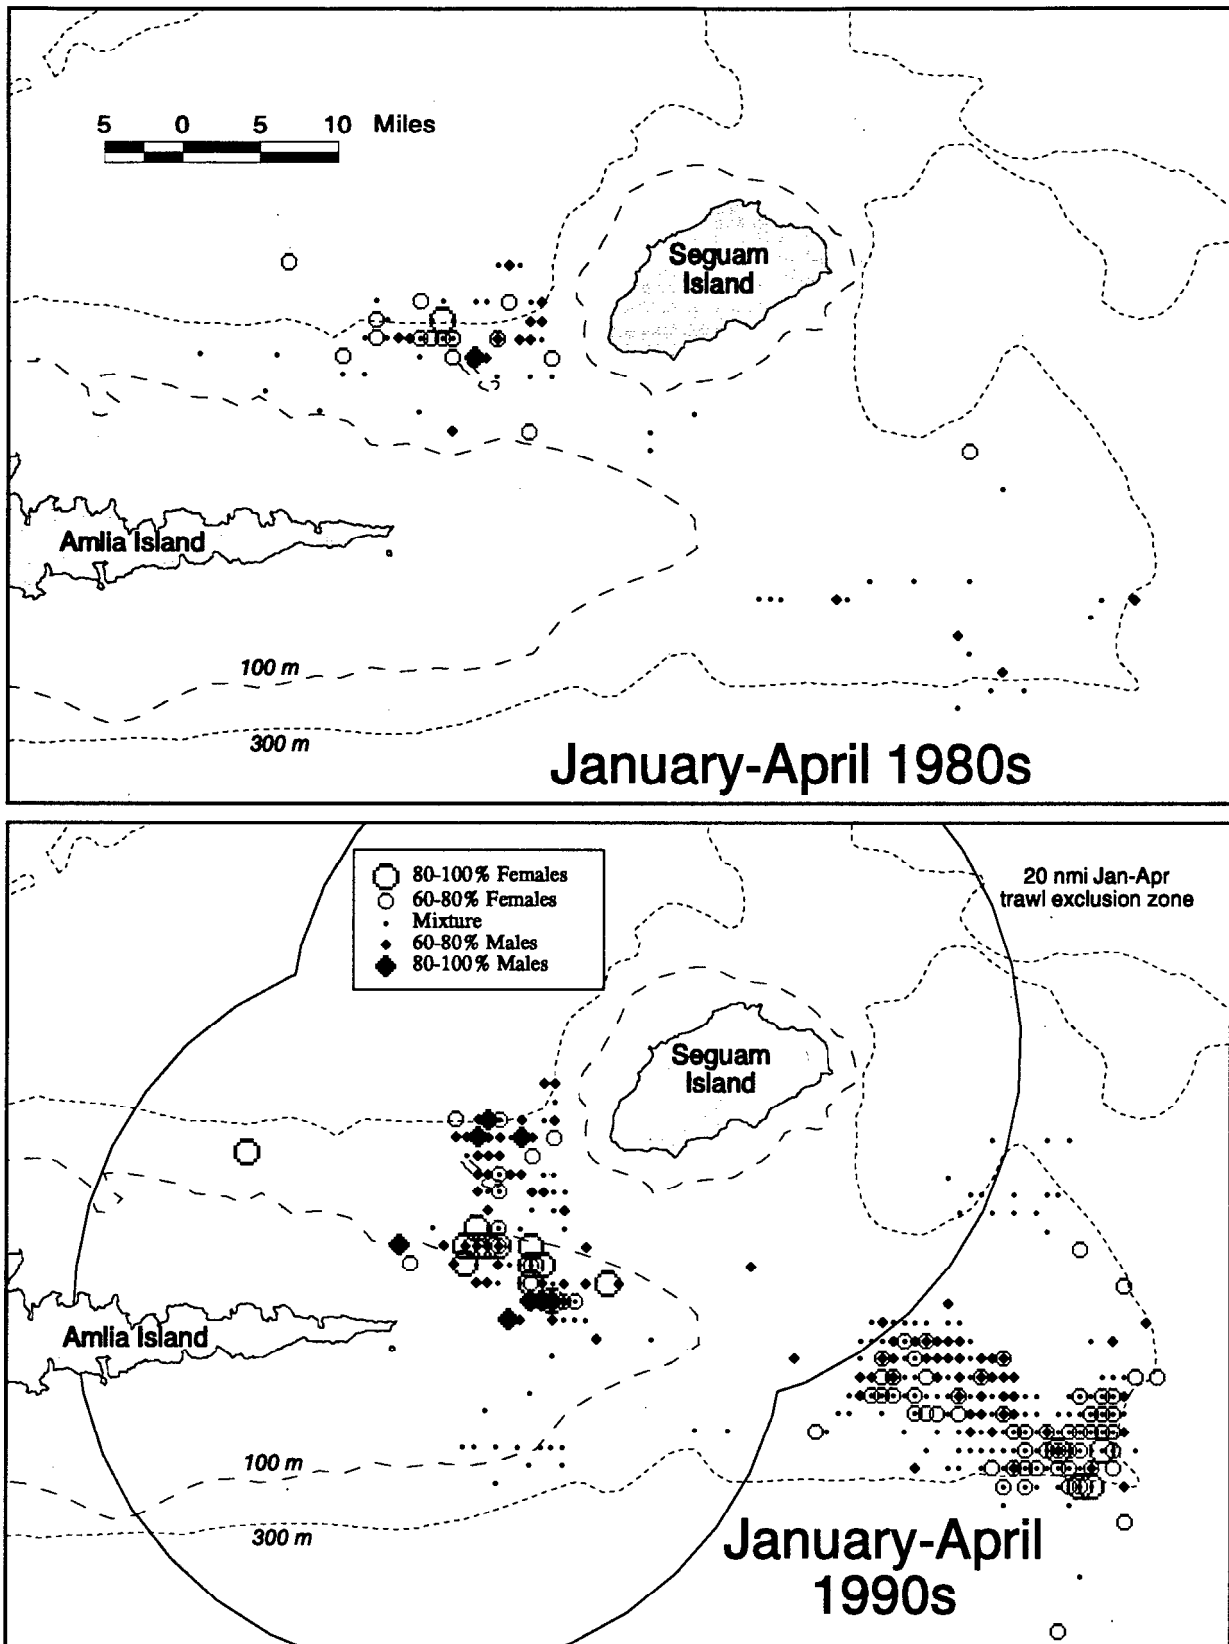 5 0 5 10 Miles
Seguam
Island
Amlia Island
100 m
300 m
January-April 1980s
80-100% Females
60-80% Females
Mixture
60-80% Males
80-100% Males
20 nmi Jan-Apr
trawl exclusion zone
Seguam
Island
Amlia Island
100 m
300 m
January-April
1990s